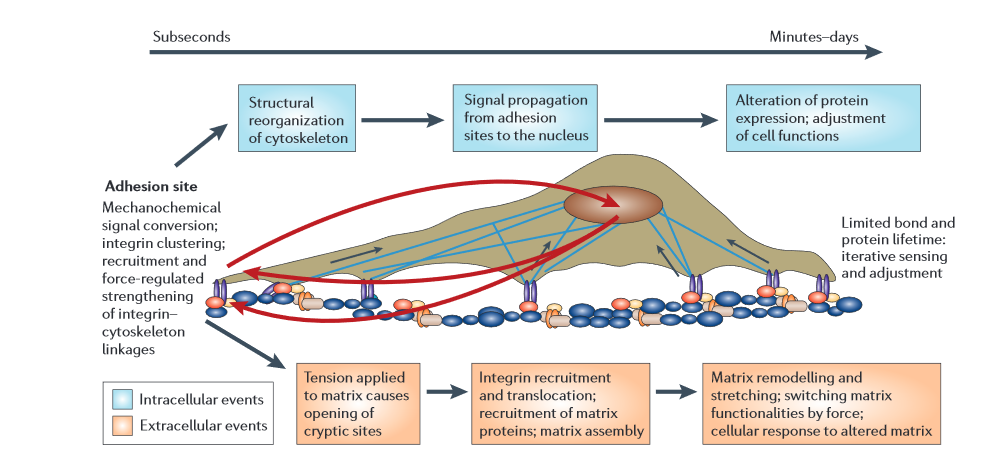 Subseconds
Minutes–days
Structural
reorganization
of cytoskeleton
Signal propagation
from adhesion
sites to the nucleus
Alteration of protein
expression; adjustment
of cell functions
Adhesion site
Mechanochemical
signal conversion;
integrin clustering;
recruitment and
force-regulated
strengthening
of integrin–
cytoskeleton
linkages
Limited bond and
protein lifetime:
iterative sensing
and adjustment
Tension applied
to matrix causes
opening of
cryptic sites
Integrin recruitment
and translocation;
recruitment of matrix
proteins; matrix assembly
Matrix remodelling and
stretching; switching matrix
functionalities by force;
cellular response to altered matrix
Intracellular events
Extracellular events